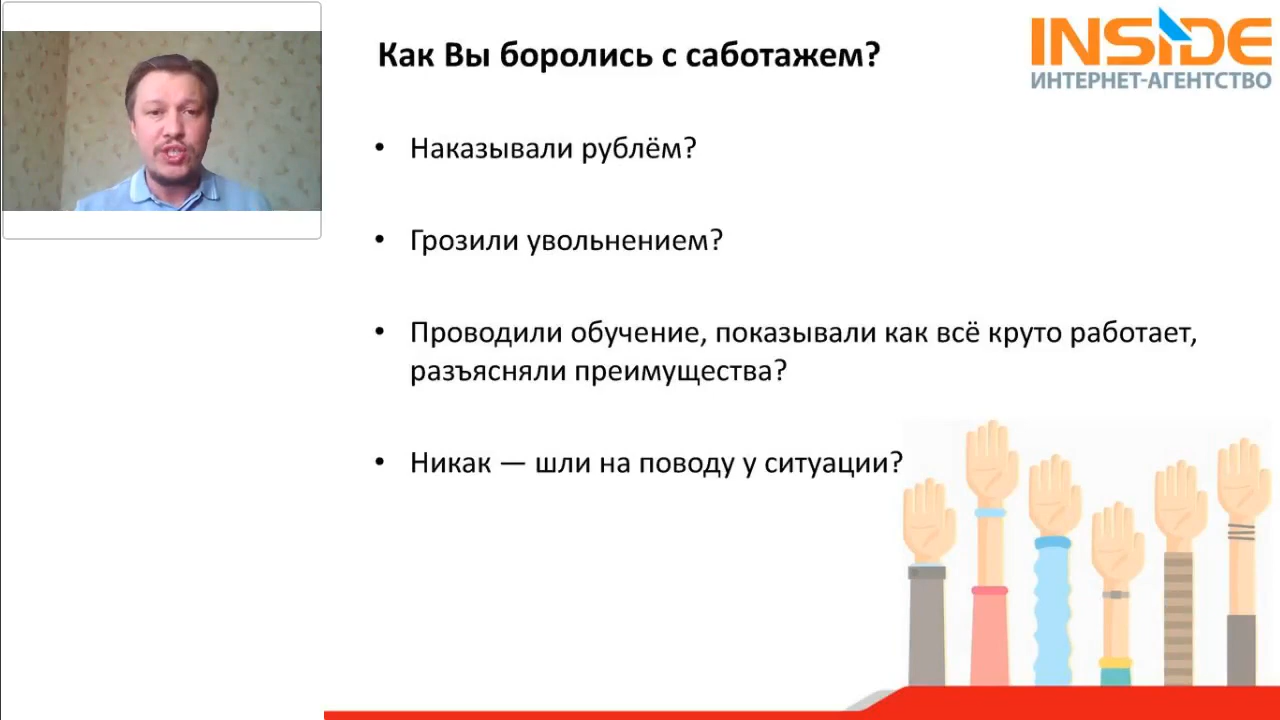 Как Вы боролись с саботажем?
INSIDE
ИНТЕРНЕТ-АГЕНТСТВО
• Наказывали рублём?
• Грозили увольнением?
• Проводили обучение, показывали как всё круто работает,
разъясняли преимущества?
• Никак — шли на поводу у ситуации?